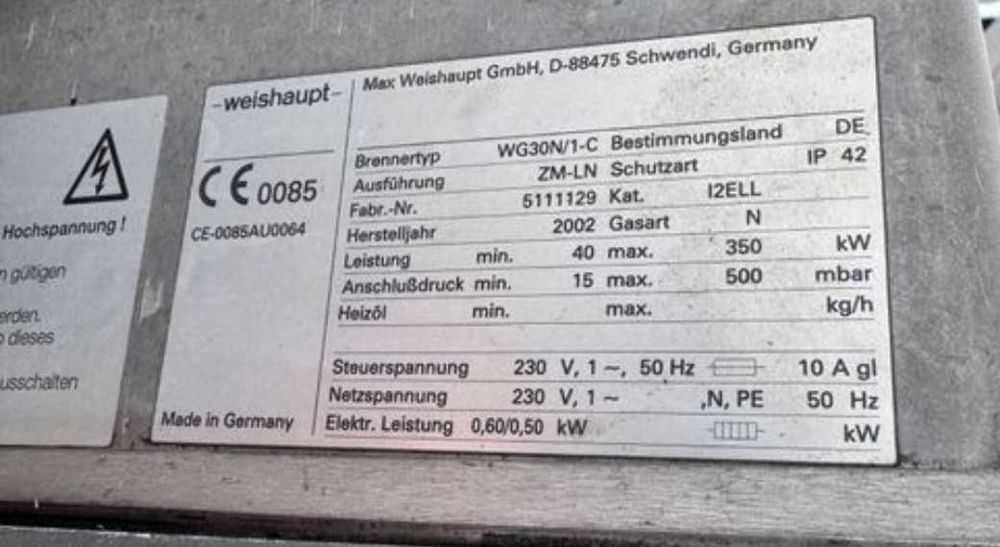 Hochspannung !
gültigen
dieses
-weishaupt-
CE 0085
CE-0085AU0064
Made in Germany
Max Weishaupt GmbH, D-88475 Schwendi, Germany
Brennertyp WG30N/1-C Bestimmungsland DE
Ausführung ZM-LN Schutzart IP 42
Fabr.-Nr. 5111129 Kat. I2ELL
Herstelljahr 2002 Gasart N
Leistung min. 40 max. 350 kW
Anschlußdruck min. 15 max. 500 mbar
Heizöl min. max. kg/h
Steuerspannung 230 V, 1 ~, 50 Hz 10 A gl
Netzspannung 230 V, 1 ~ ,N, PE 50 Hz
Elektr. Leistung 0,60/0,50 kW kW